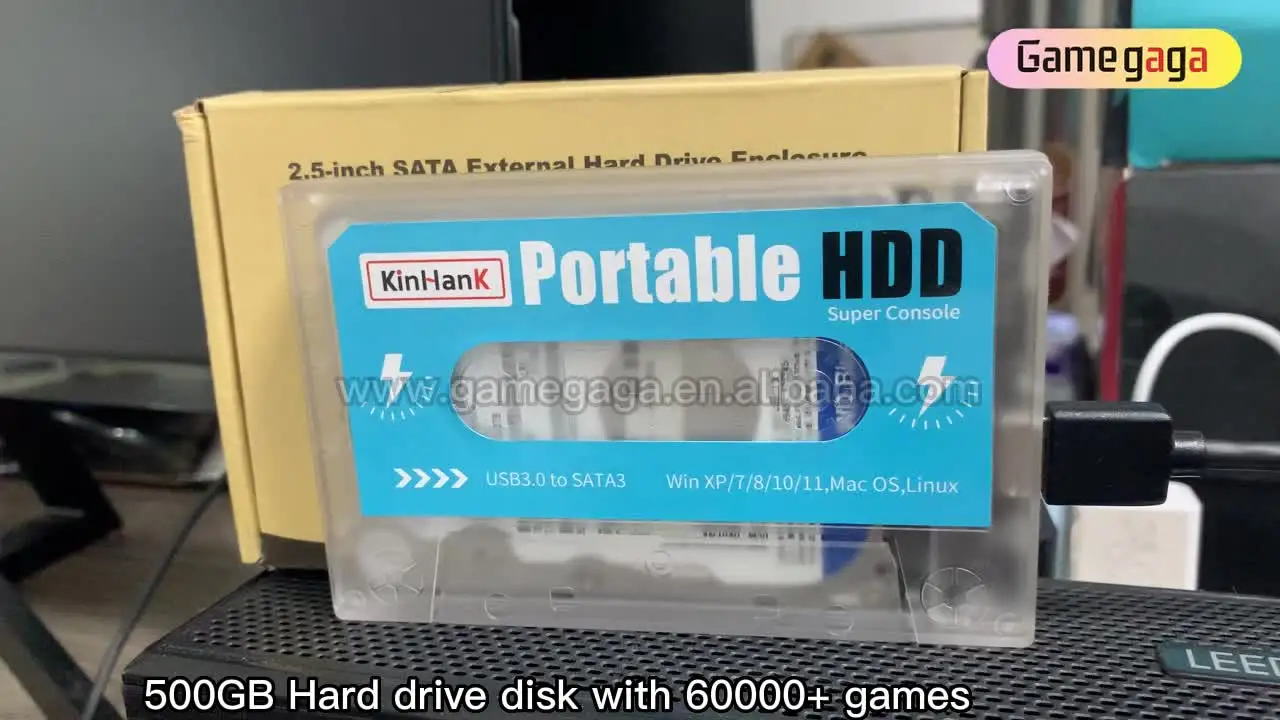 Gamegaga
2.5-inch SATA External Hard Drive Enclosure
KinHanK
Portable HDD
Super Console
www.gamegaga.en.alibaba.com
USB3.0 to SATA3
Win XP/7/8/10/11,Mac OS,Linux
500GB Hard drive disk with 60000+ games